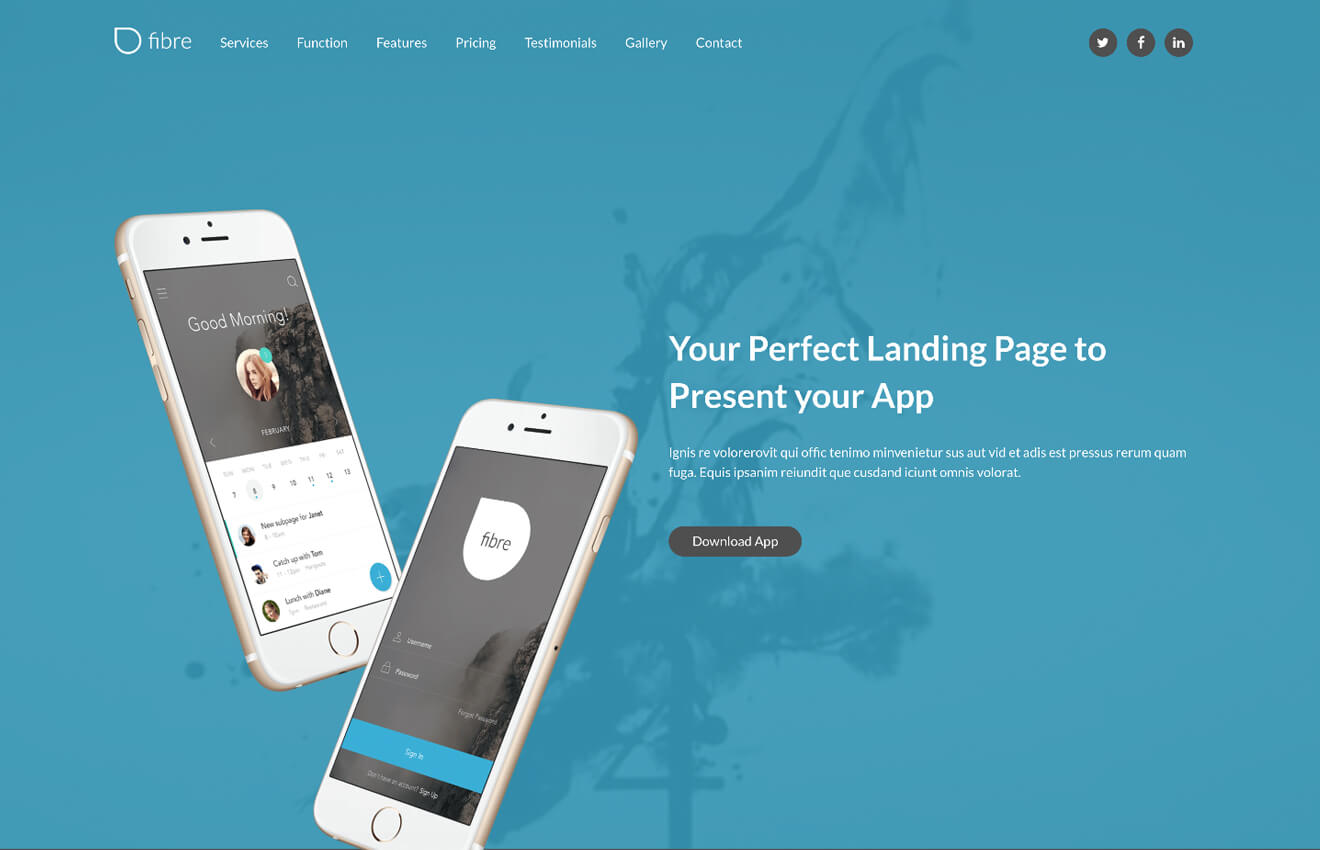 fibre
Services
Function
Features
Pricing
Testimonials
Gallery
Contact
Good Morning!
FEBRUARY
SUN MON TUE WED THU FRI SAT
7 8 9 10 11 12 13
New subpage for Janet
8 - 10am
Catch up with Tom
11 - 12pm Hangouts
Lunch with Diane
1pm Restaurant
fibre
Username
Password
Forgot Password
Sign In
Don't have an account? Sign Up
Your Perfect Landing Page to
Present your App
Ignis re volorerovit qui offic tenimo minvenietur sus aut vid et adis est pressus rerum quam
fuga. Equis ipsanim reiundit que cusdand iciunt omnis volorat.
Download App